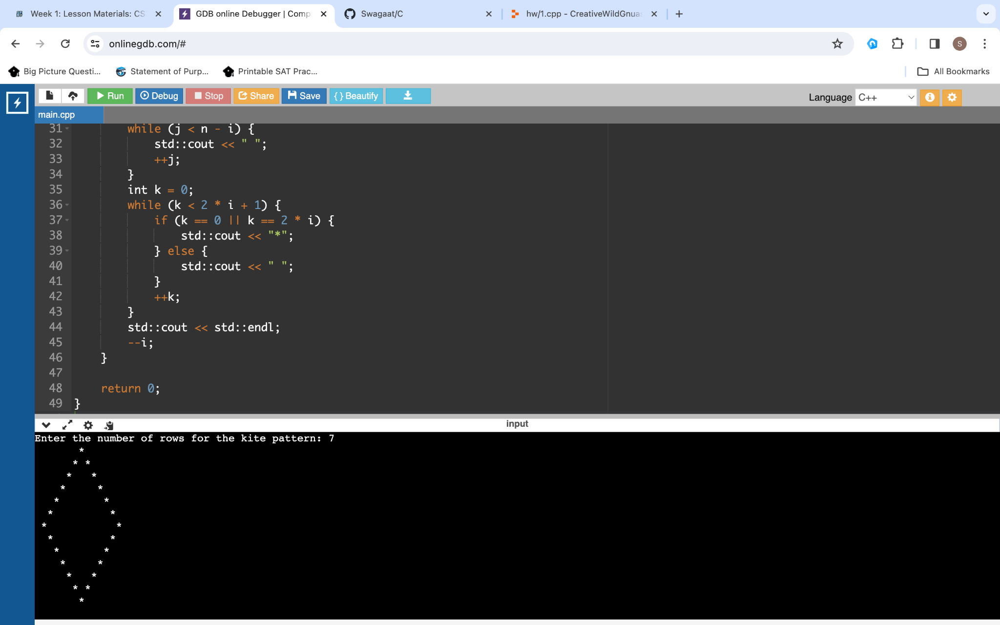 Week 1: Lesson Materials: CS
GDB online Debugger | Comp
Swagaat/C
hw/1.cpp - CreativeWildGnuas
onlinegdb.com/#
S
Big Picture Questi...
Statement of Purp...
Printable SAT Prac...
All Bookmarks
Run
Debug
Stop
Share
Save
{ } Beautify
Language
C++
main.cpp
31         while (j < n - i) {
32             std::cout << " ";
33             ++j;
34         }
35         int k = 0;
36         while (k < 2 * i + 1) {
37             if (k == 0 || k == 2 * i) {
38                 std::cout << "*";
39             } else {
40                 std::cout << " ";
41             }
42             ++k;
43         }
44         std::cout << std::endl;
45         --i;
46     }
47
48     return 0;
49 }
input
Enter the number of rows for the kite pattern: 7
       *
      * *
     *   *
    *     *
   *       *
  *         *
 *           *
  *         *
   *       *
    *     *
     *   *
      * *
       *